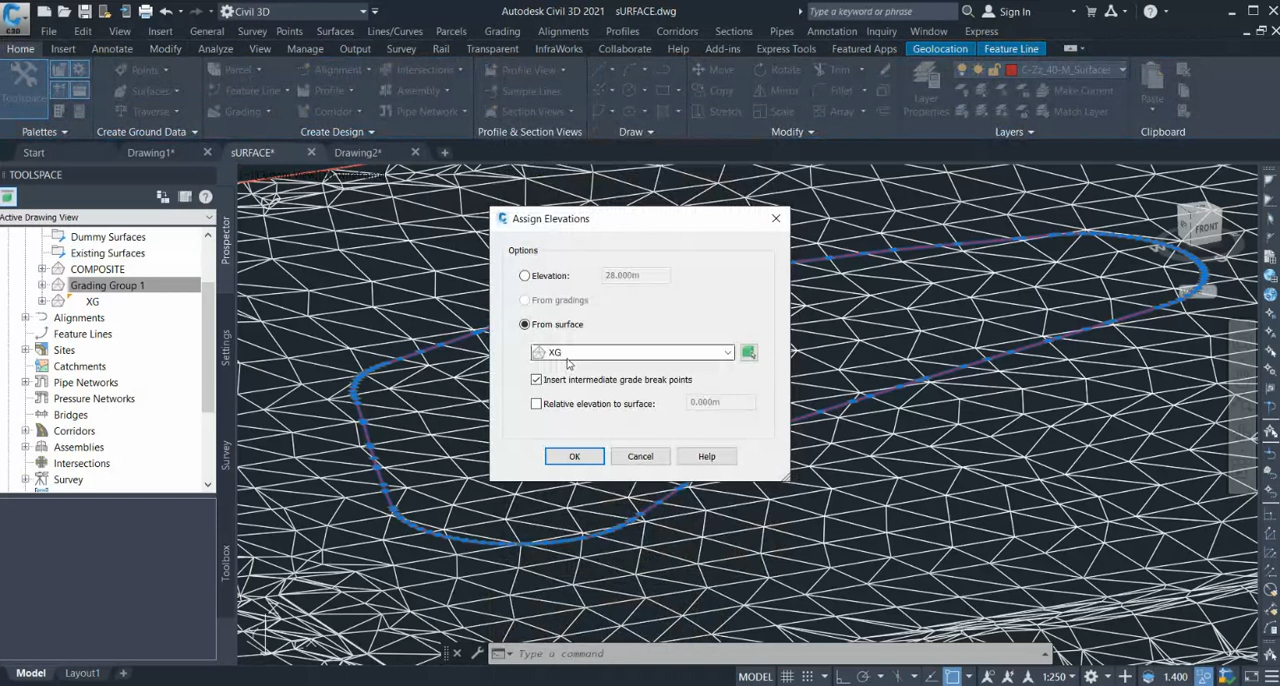 Civil 3D
Autodesk Civil 3D 2021 sURFACE.dwg
Type a keyword or phrase
Sign In
C3D
File Edit View Insert General Survey Points Surfaces Lines/Curves Parcels Grading Alignments Profiles Corridors Sections Pipes Annotation Inquiry Window Express
Home Insert Annotate Modify Analyze View Manage Output Survey Rail Transparent InfraWorks Collaborate Help Add-ins Express Tools Featured Apps Geolocation Feature Line
Toolspace
Points Parcel Alignment Intersections Profile View Move Rotate Trim C-Zz_40-M_Surfaces
Surfaces Feature Line Profile Assembly Sample Lines Copy Mirror Fillet Layer Properties Make Current Paste
Traverse Grading Corridor Pipe Network Section Views Stretch Scale Array Match Layer
Palettes Create Ground Data Create Design Profile & Section Views Draw Modify Layers Clipboard
Start Drawing1* sURFACE* Drawing2*
TOOLSPACE
Active Drawing View
Dummy Surfaces
Existing Surfaces
COMPOSITE
Grading Group 1
XG
Alignments
Feature Lines
Sites
Catchments
Pipe Networks
Pressure Networks
Bridges
Corridors
Assemblies
Intersections
Survey
Prospector
Settings
Survey
Toolbox
Assign Elevations
Options
Elevation: 28.000m
From gradings
From surface
XG
Insert intermediate grade break points
Relative elevation to surface: 0.000m
OK Cancel Help
FRONT
Type a command
Model Layout1
MODEL 1:250 1.400